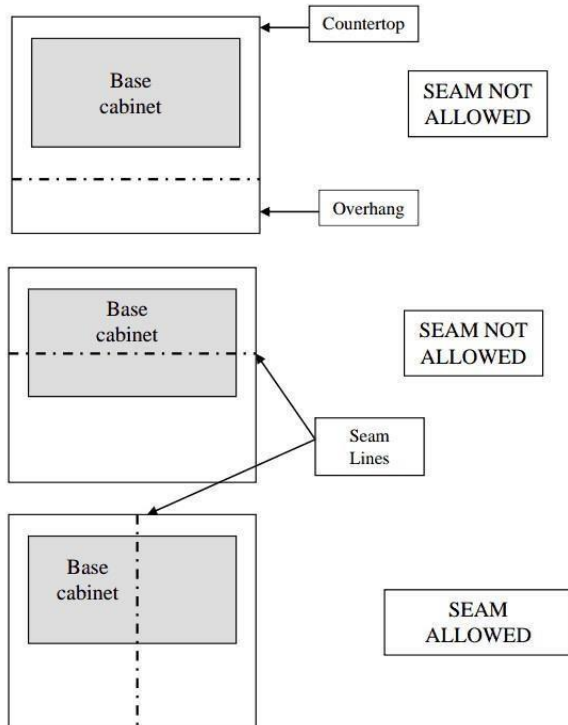 Countertop
Base
cabinet
SEAM NOT
ALLOWED
Overhang
Base
cabinet
SEAM NOT
ALLOWED
Seam
Lines
Base
cabinet
SEAM
ALLOWED